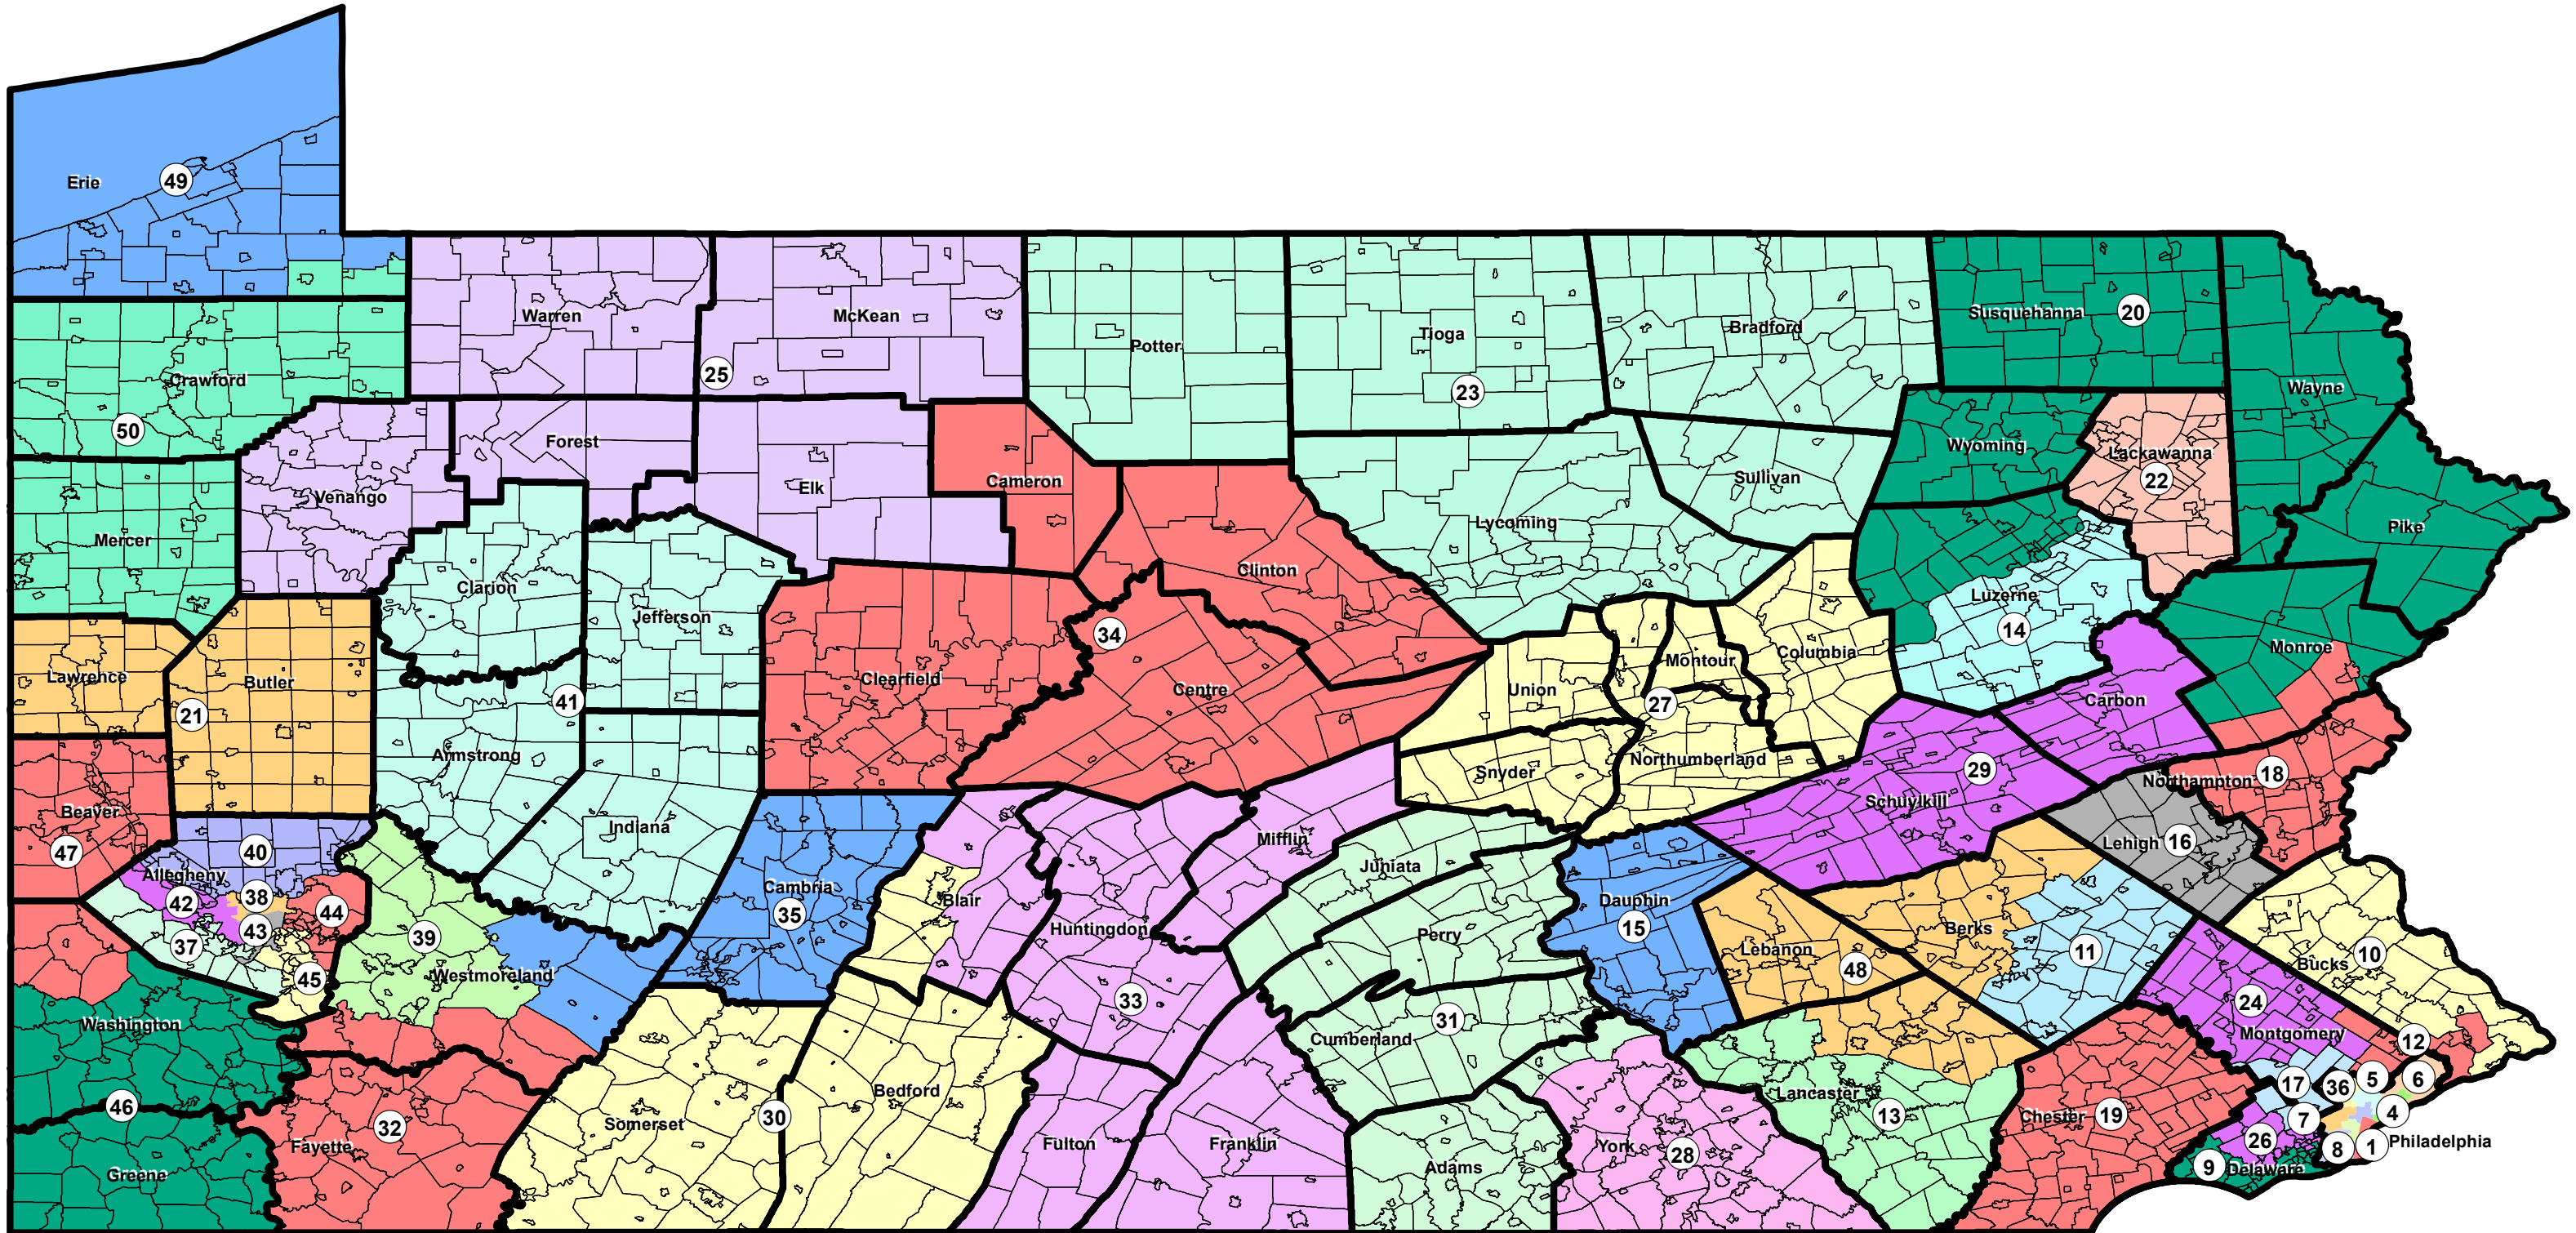 Erie
49
Warren
McKean
Potter
Tioga
Bradford
Susquehanna
20
Crawford
25
23
Wayne
50
Forest
Wyoming
Lackawanna
22
Venango
Elk
Cameron
Sullivan
Mercer
Lycoming
Pike
Clarion
Jefferson
Clinton
Luzerne
14
Lawrence
Butler
21
41
Clearfield
34
Centre
Union
Montour
27
Columbia
Carbon
Monroe
Armstrong
Snyder
Northumberland
29
Schuylkill
Northampton
18
Beaver
47
40
Indiana
Mifflin
Juniata
Lehigh
16
Allegheny
42
38
44
43
37
39
45
Westmoreland
Cambria
35
Blair
Huntingdon
Perry
Dauphin
15
Lebanon
48
Berks
11
Bucks
10
Washington
33
Cumberland
31
24
Montgomery
12
46
Greene
Fayette
32
Somerset
30
Bedford
Fulton
Franklin
Adams
York
28
Lancaster
13
Chester
19
17
36
5
6
7
4
26
8
1
Philadelphia
9
Delaware